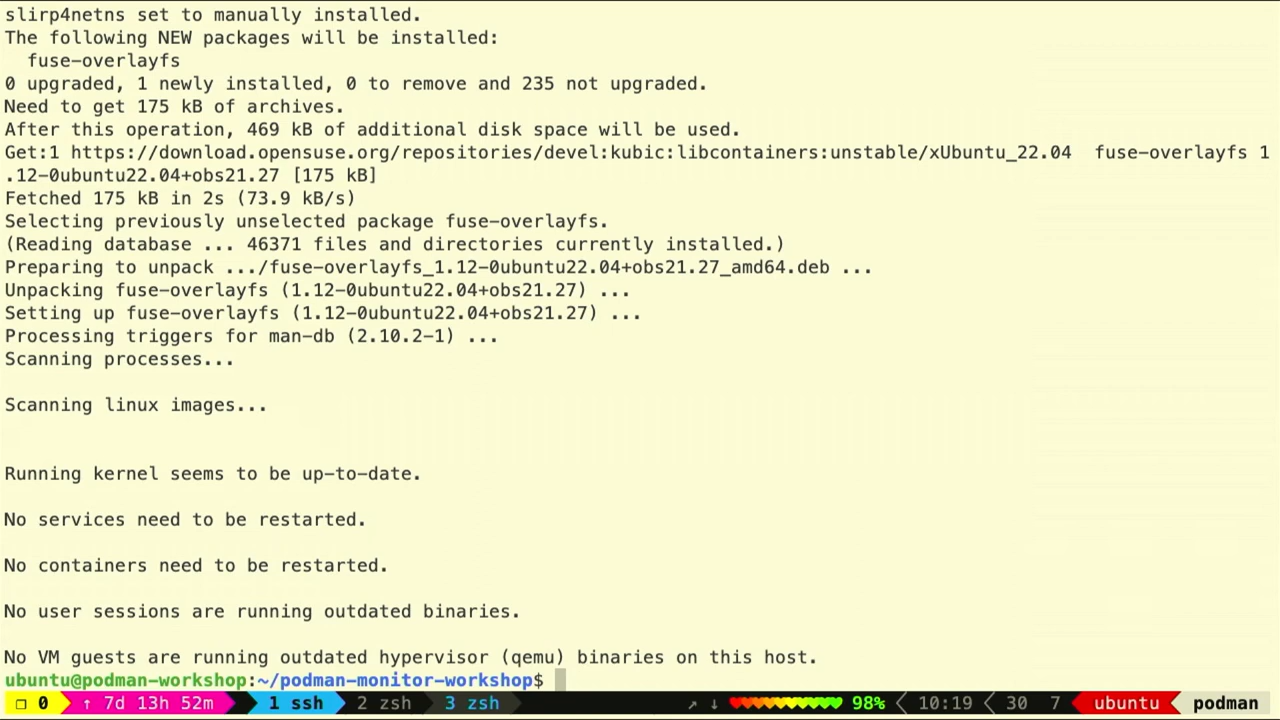 slirp4netns set to manually installed.
The following NEW packages will be installed:
  fuse-overlayfs
0 upgraded, 1 newly installed, 0 to remove and 235 not upgraded.
Need to get 175 kB of archives.
After this operation, 469 kB of additional disk space will be used.
Get:1 https://download.opensuse.org/repositories/devel:kubic:libcontainers:unstable/xUbuntu_22.04  fuse-overlayfs 1
.12-0ubuntu22.04+obs21.27 [175 kB]
Fetched 175 kB in 2s (73.9 kB/s)
Selecting previously unselected package fuse-overlayfs.
(Reading database ... 46371 files and directories currently installed.)
Preparing to unpack .../fuse-overlayfs_1.12-0ubuntu22.04+obs21.27_amd64.deb ...
Unpacking fuse-overlayfs (1.12-0ubuntu22.04+obs21.27) ...
Setting up fuse-overlayfs (1.12-0ubuntu22.04+obs21.27) ...
Processing triggers for man-db (2.10.2-1) ...
Scanning processes...
Scanning linux images...
Running kernel seems to be up-to-date.
No services need to be restarted.
No containers need to be restarted.
No user sessions are running outdated binaries.
No VM guests are running outdated hypervisor (qemu) binaries on this host.
ubuntu@podman-workshop:~/podman-monitor-workshop$
❐ 0 ↑ 7d 13h 52m 1 ssh 2 zsh 3 zsh ↗ ↓ ♥♥♥♥♥♥♥♥♥♥ 98% 10:19 30 7 ubuntu podman